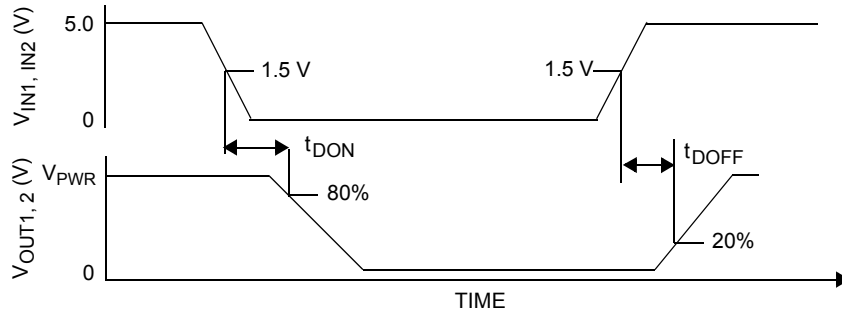 V_IN1, IN2 (V)
5.0
1.5 V
1.5 V
0
t_DON
t_DOFF
V_OUT1, 2 (V)
V_PWR
80%
20%
0
TIME